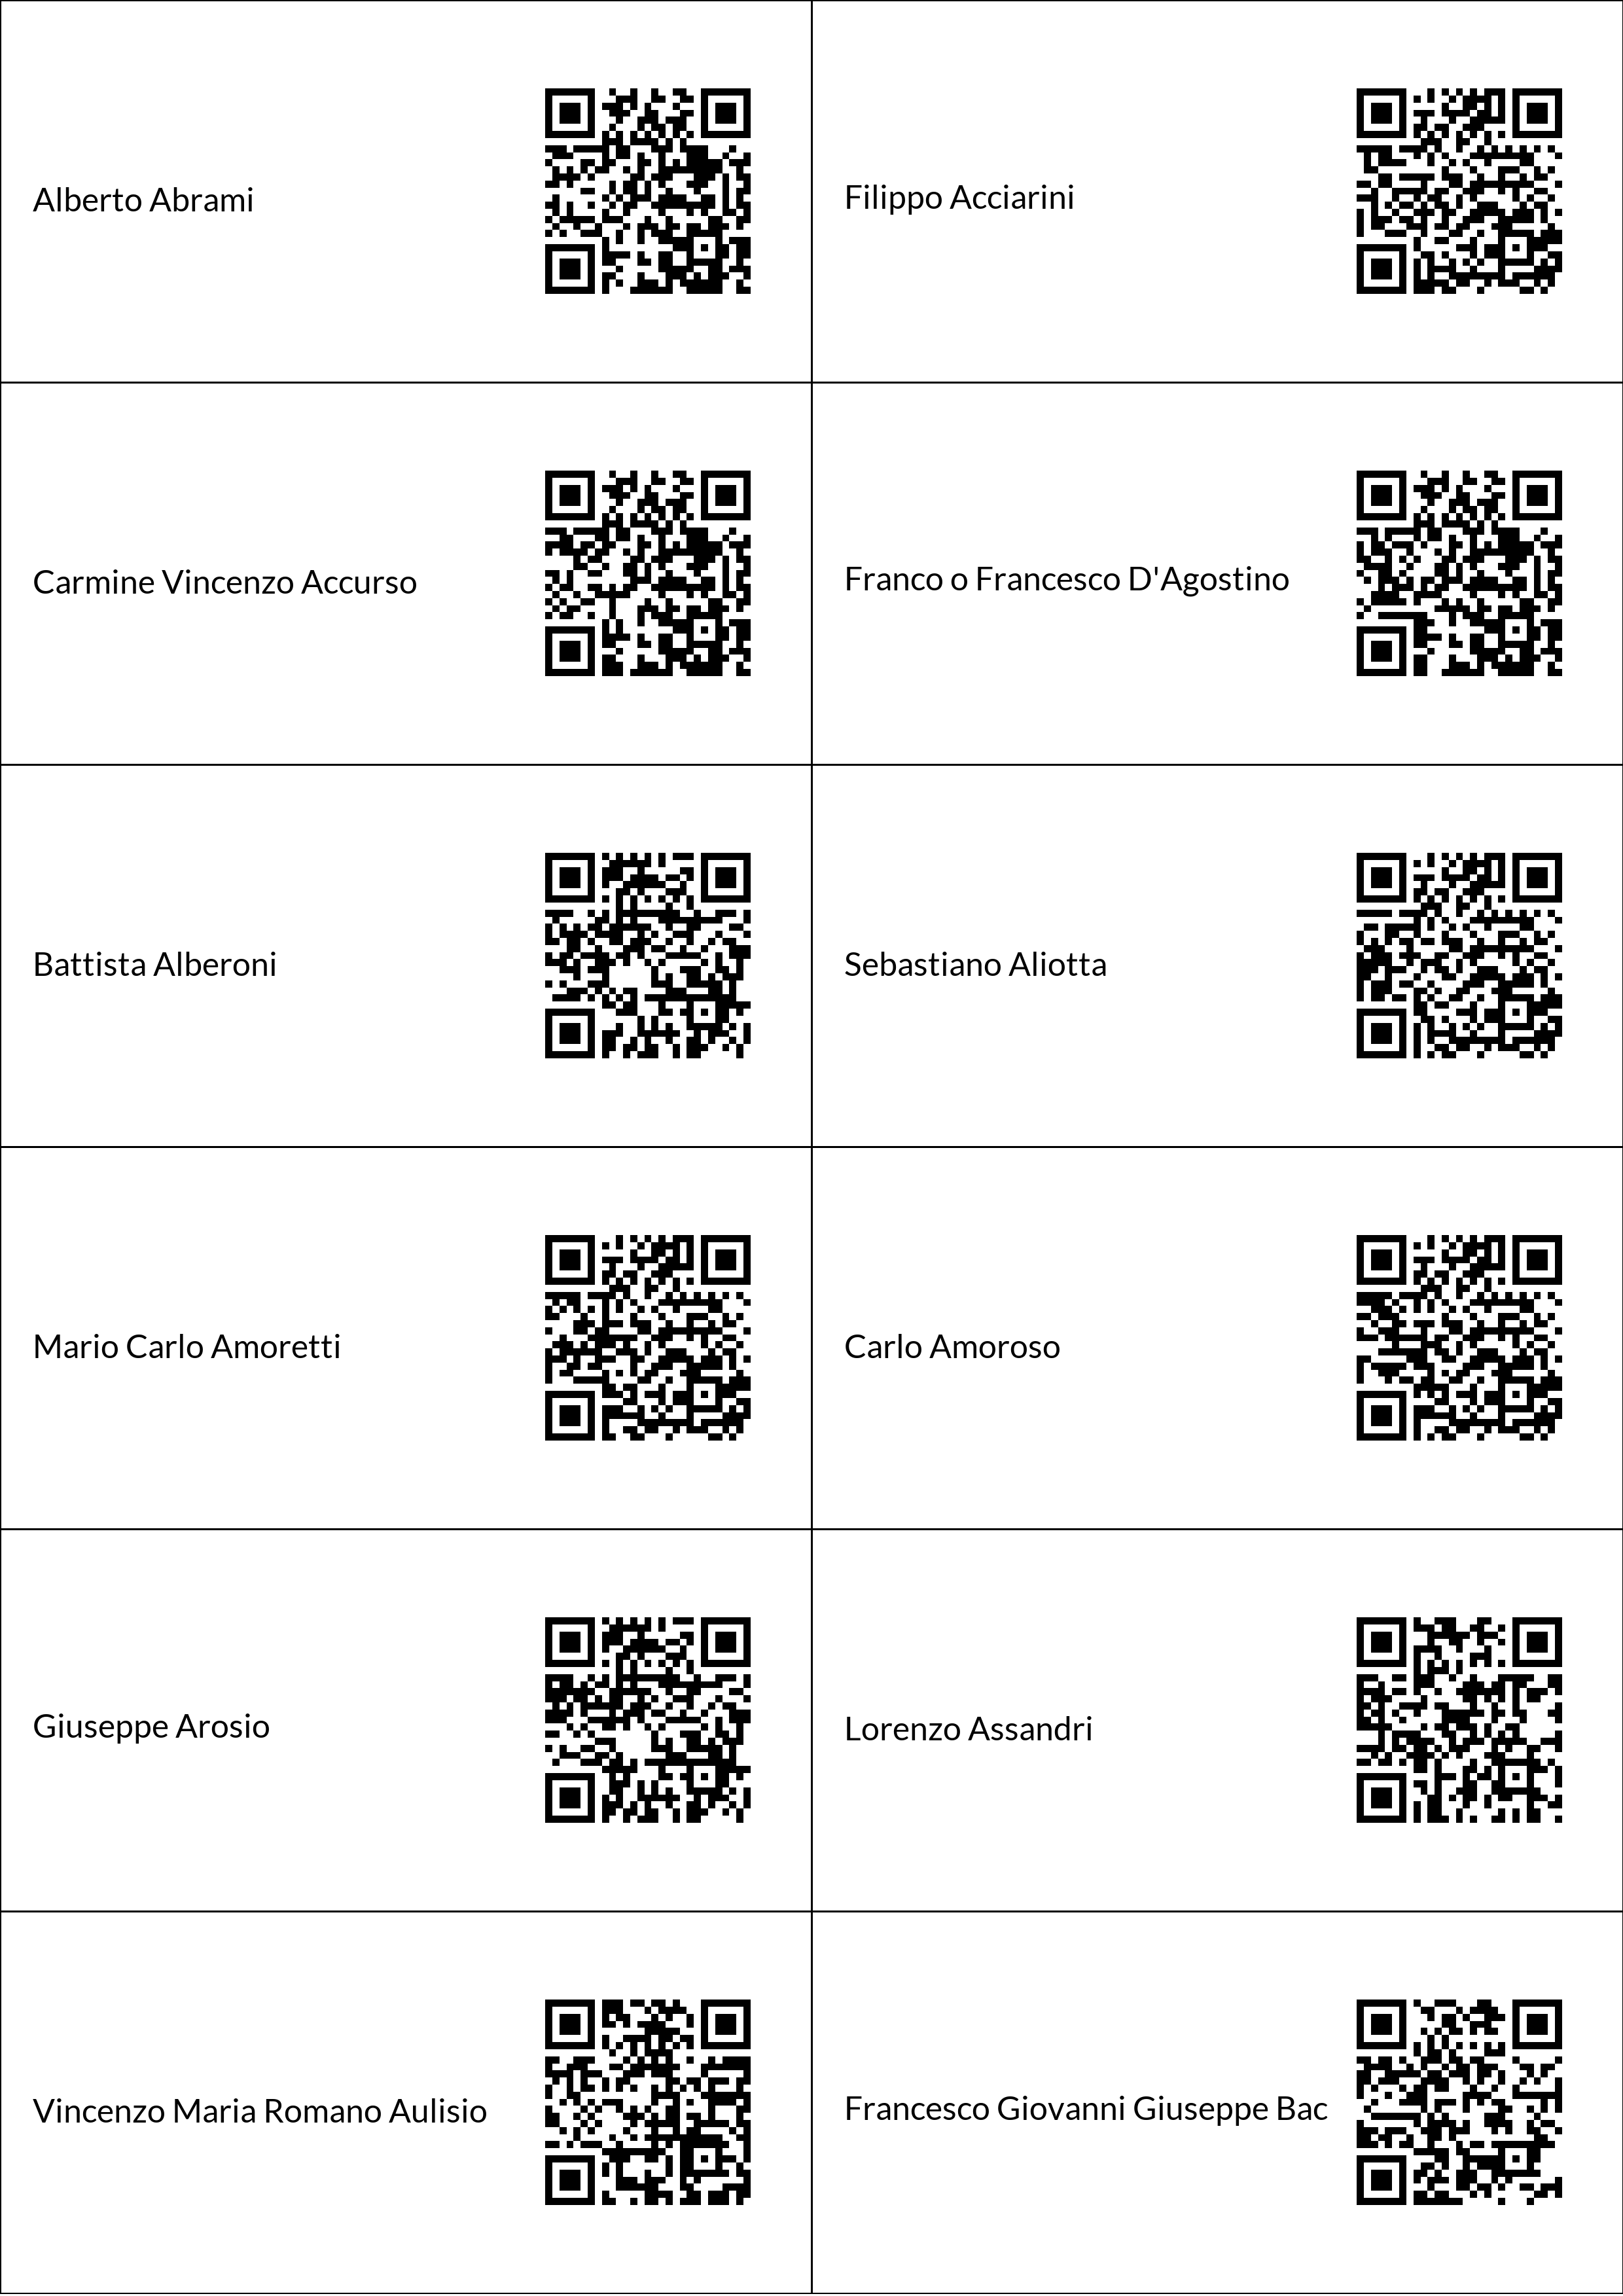 Alberto Abrami
Filippo Acciarini
Carmine Vincenzo Accurso
Franco o Francesco D'Agostino
Battista Alberoni
Sebastiano Aliotta
Mario Carlo Amoretti
Carlo Amoroso
Giuseppe Arosio
Lorenzo Assandri
Vincenzo Maria Romano Aulisio
Francesco Giovanni Giuseppe Bac